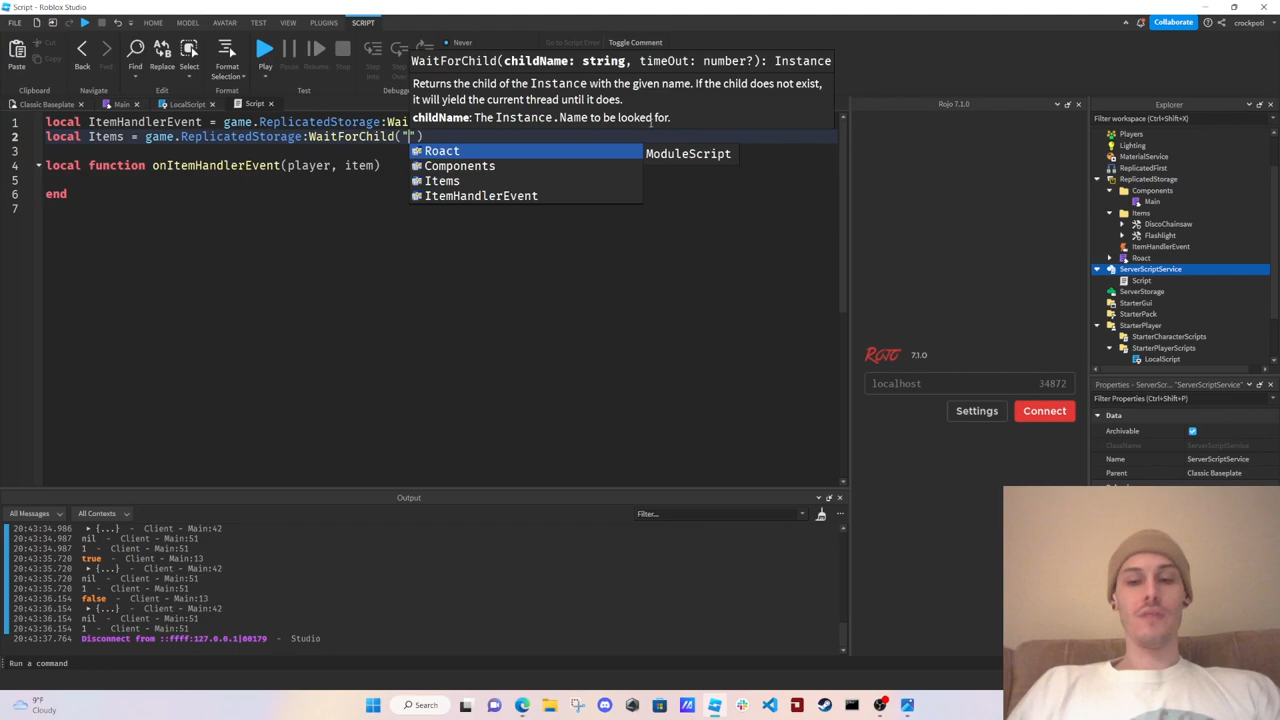 Script - Roblox Studio
FILE HOME MODEL AVATAR TEST VIEW PLUGINS SCRIPT Collaborate crockpoti
Cut
Copy
Paste Back Forward Find Replace Select Format Selection Play Pause Resume Stop Step Into Step Over
Never Go to Script Error Toggle Comment
Clipboard Edit Test
WaitForChild(childName: string, timeOut: number?): Instance
Returns the child of the Instance with the given name. If the child does not exist,
it will yield the current thread until it does.
childName: The Instance.Name to be looked for.
Classic Baseplate Main LocalScript Script
1 local ItemHandlerEvent = game.ReplicatedStorage:Wai
2 local Items = game.ReplicatedStorage:WaitForChild("")
3
4 local function onItemHandlerEvent(player, item)
5
6 end
7
Roact
Components
Items
ItemHandlerEvent
ModuleScript
Rojo 7.1.0
ROJO 7.1.0
localhost 34872
Settings Connect
Explorer
Filter workspace (Ctrl+Shift+X)
Players
Lighting
MaterialService
ReplicatedFirst
ReplicatedStorage
Components
Main
Items
DiscoChainsaw
Flashlight
ItemHandlerEvent
Roact
ServerScriptService
Script
ServerStorage
StarterGui
StarterPack
StarterPlayer
StarterCharacterScripts
StarterPlayerScripts
LocalScript
Properties - ServerScr... "ServerScriptService"
Filter Properties (Ctrl+Shift+P)
Data
Archivable
ClassName ServerScriptService
Name ServerScriptService
Parent Classic Baseplate
Output
All Messages All Contexts Filter...
20:43:34.986 {...} - Client - Main:42
20:43:34.987 nil - Client - Main:51
20:43:34.987 1 - Client - Main:51
20:43:35.720 true - Client - Main:13
20:43:35.720 {...} - Client - Main:42
20:43:35.720 nil - Client - Main:51
20:43:35.720 1 - Client - Main:51
20:43:36.154 false - Client - Main:13
20:43:36.154 {...} - Client - Main:42
20:43:36.154 nil - Client - Main:51
20:43:36.154 1 - Client - Main:51
20:43:37.764 Disconnect from ::ffff:127.0.0.1|60179 - Studio
Run a command
9°F
Cloudy
Search